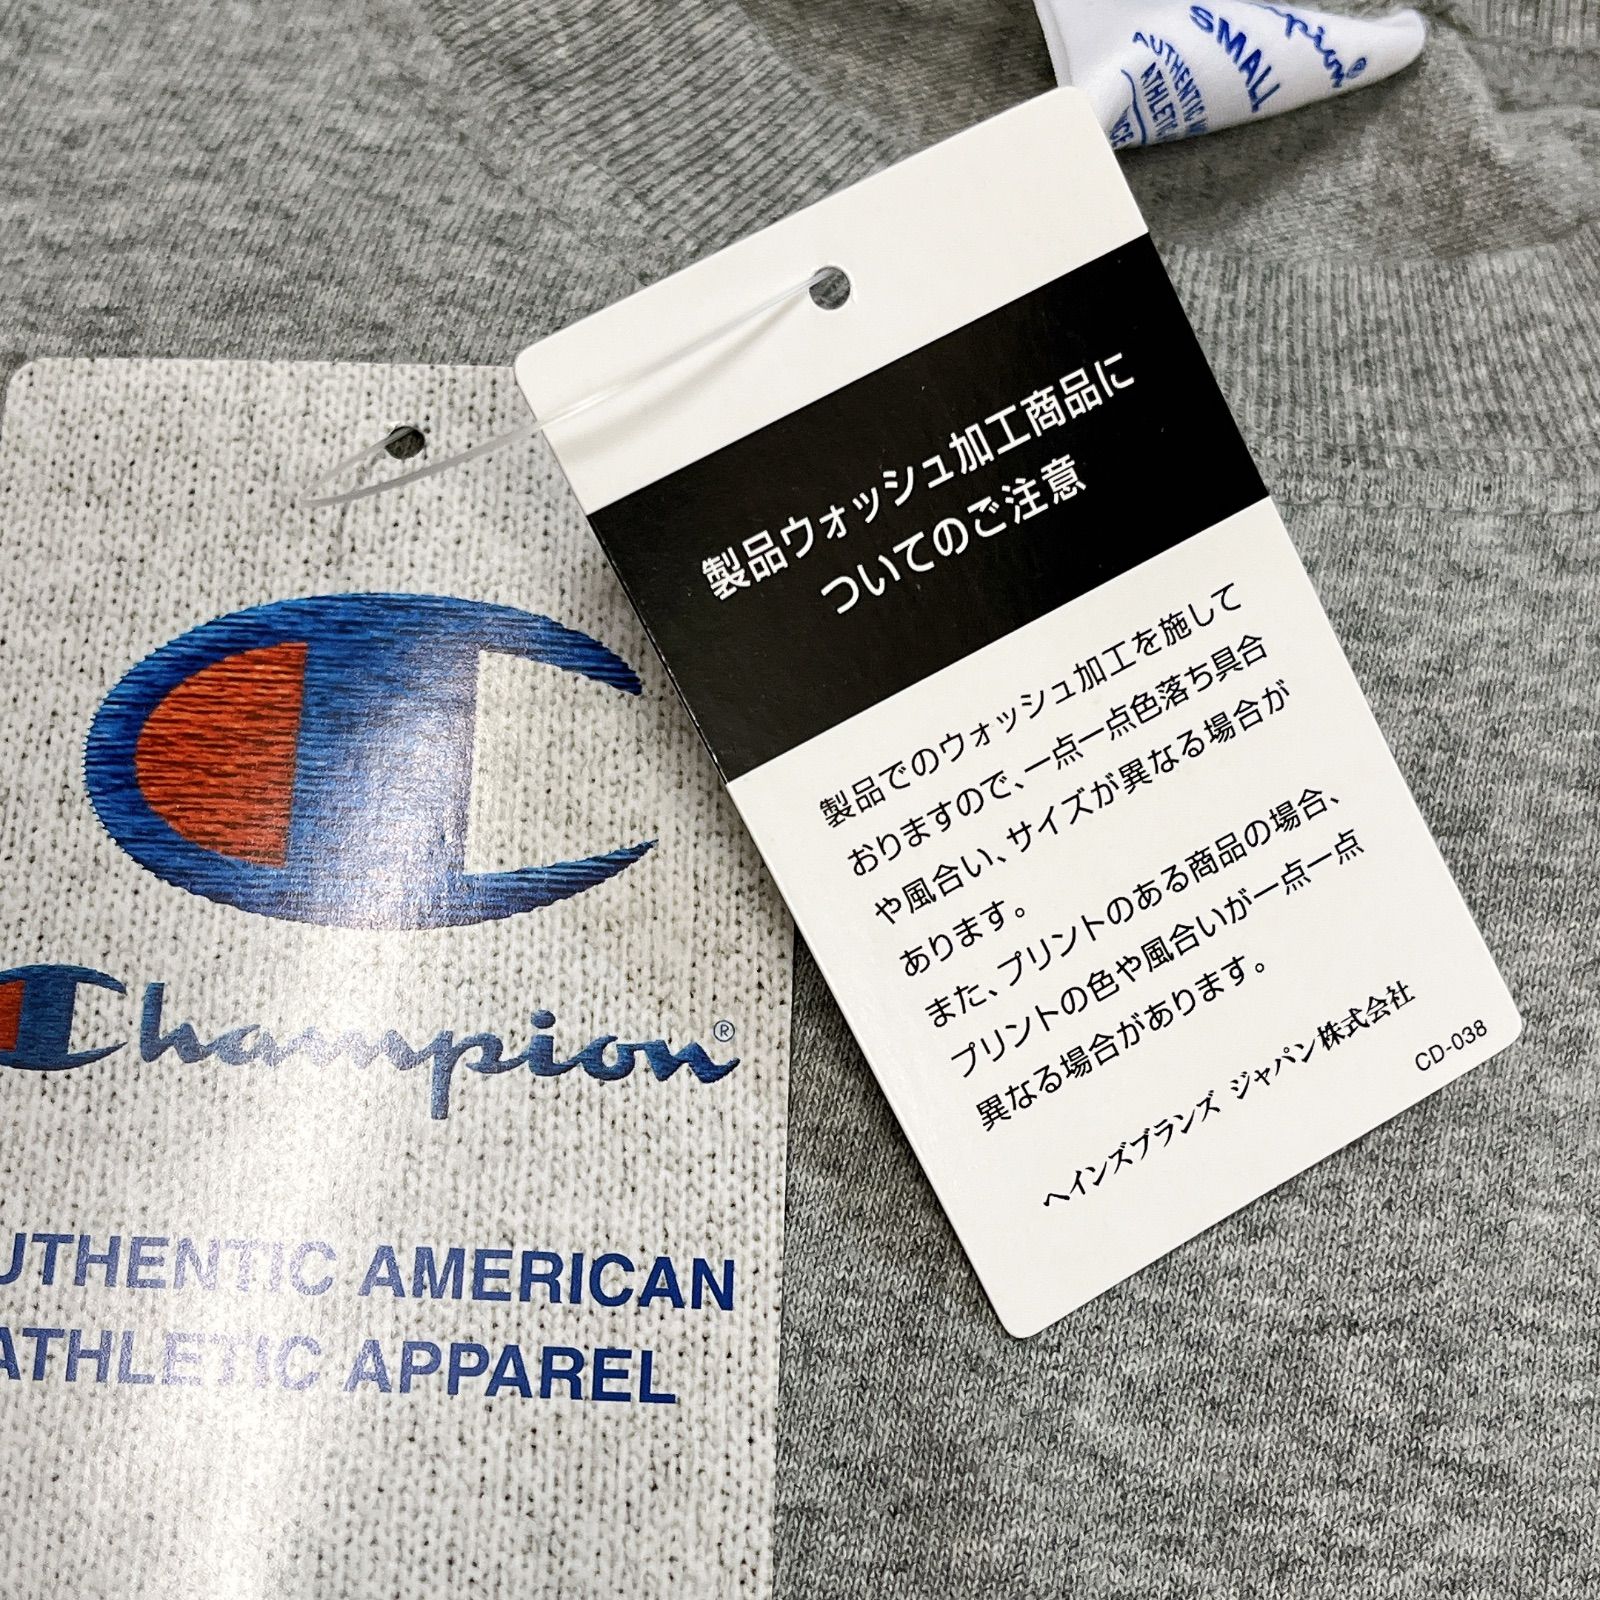 Champion®
SMALL
AUTHENTIC
製品ウォッシュ加工商品に
ついてのご注意
製品でのウォッシュ加工を施して
おりますので、一点一点色落ち具合
や風合い、サイズが異なる場合が
あります。
また、プリントのある商品の場合、
プリントの色や風合いが一点一点
異なる場合があります。
ヘインズブランズ ジャパン株式会社
CD-038
Champion®
AUTHENTIC AMERICAN
ATHLETIC APPAREL